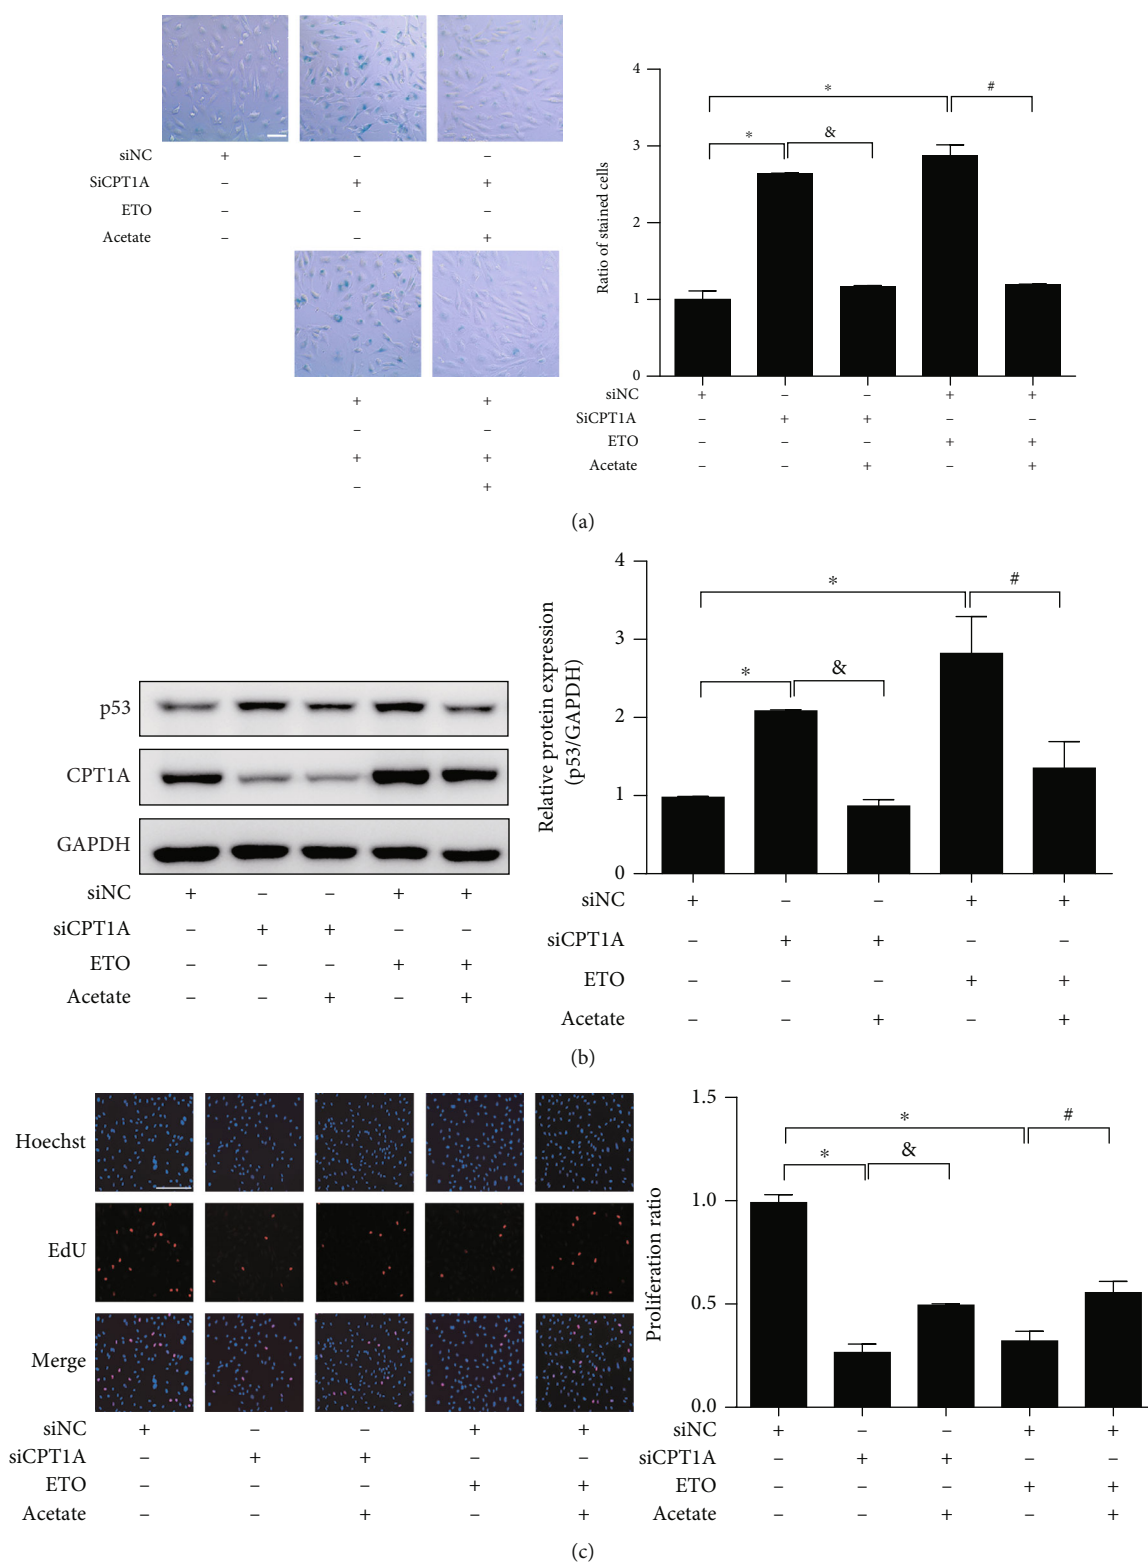 siNC + – –
SiCPT1A – + +
ETO – – –
Acetate – – +
+ +
– –
+ +
– +
Ratio of stained cells
4
3
2
1
0
* * & #
siNC + – – + +
SiCPT1A – + + – –
ETO – – – + +
Acetate – – + – +
(a)
p53
CPT1A
GAPDH
siNC + – – + +
siCPT1A – + + – –
ETO – – – + +
Acetate – – + – +
Relative protein expression
(p53/GAPDH)
4
3
2
1
0
* * & #
siNC + – – + +
siCPT1A – + + – –
ETO – – – + +
Acetate – – + – +
(b)
Hoechst
EdU
Merge
siNC + – – + +
siCPT1A – + + – –
ETO – – – + +
Acetate – – + – +
Proliferation ratio
1.5
1.0
0.5
0.0
* * & #
siNC + – – + +
siCPT1A – + + – –
ETO – – – + +
Acetate – – + – +
(c)